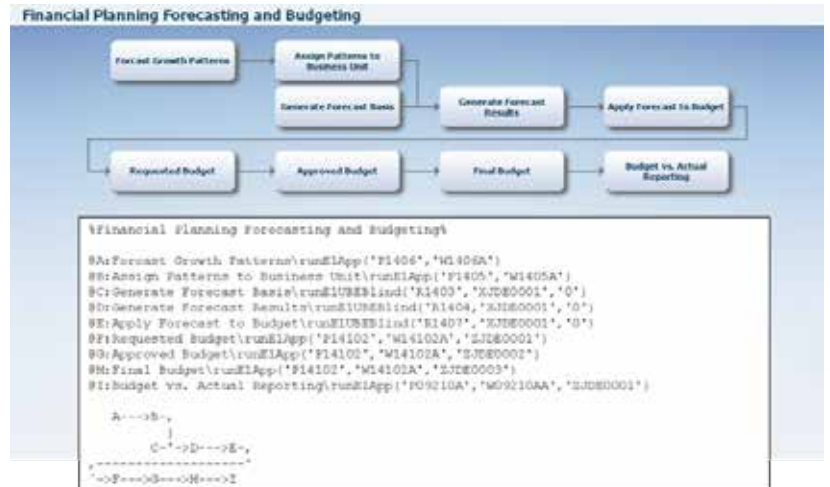 Financial Planning Forecasting and Budgeting
Forcast Growth Patterns
Assign Patterns to
Business Unit
Generate Forecast Basis
Generate Forecast
Results
Apply Forecast to Budget
Requested Budget
Approved Budget
Final Budget
Budget vs. Actual
Reporting
%Financial Planning Forecasting and Budgeting%
@A:Forcast Growth Patterns\runE1App('P1406','W1406A')
@B:Assign Patterns to Business Unit\runE1App('P1405','W1405A')
@C:Generate Forecast Basis\runE1UBEBlind('R1403','XJDE0001','0')
@D:Generate Forecast Results\runE1UBEBlind('R1404,'XJDE0001','0')
@E:Apply Forecast to Budget\runE1UBEBlind('R1407','XJDE0001','0')
@F:Requested Budget\runE1App('P14102','W14102A','ZJDE0001')
@G:Approved Budget\runE1App('P14102','W14102A','ZJDE0002')
@H:Final Budget\runE1App('P14102','W14102A','ZJDE0003')
@I:Budget vs. Actual Reporting\runE1App('P09210A','W09210AA','ZJDE0001')
A--->B-,
|
C-'->D--->E-,
,--------------------'
'->F--->G--->H--->I